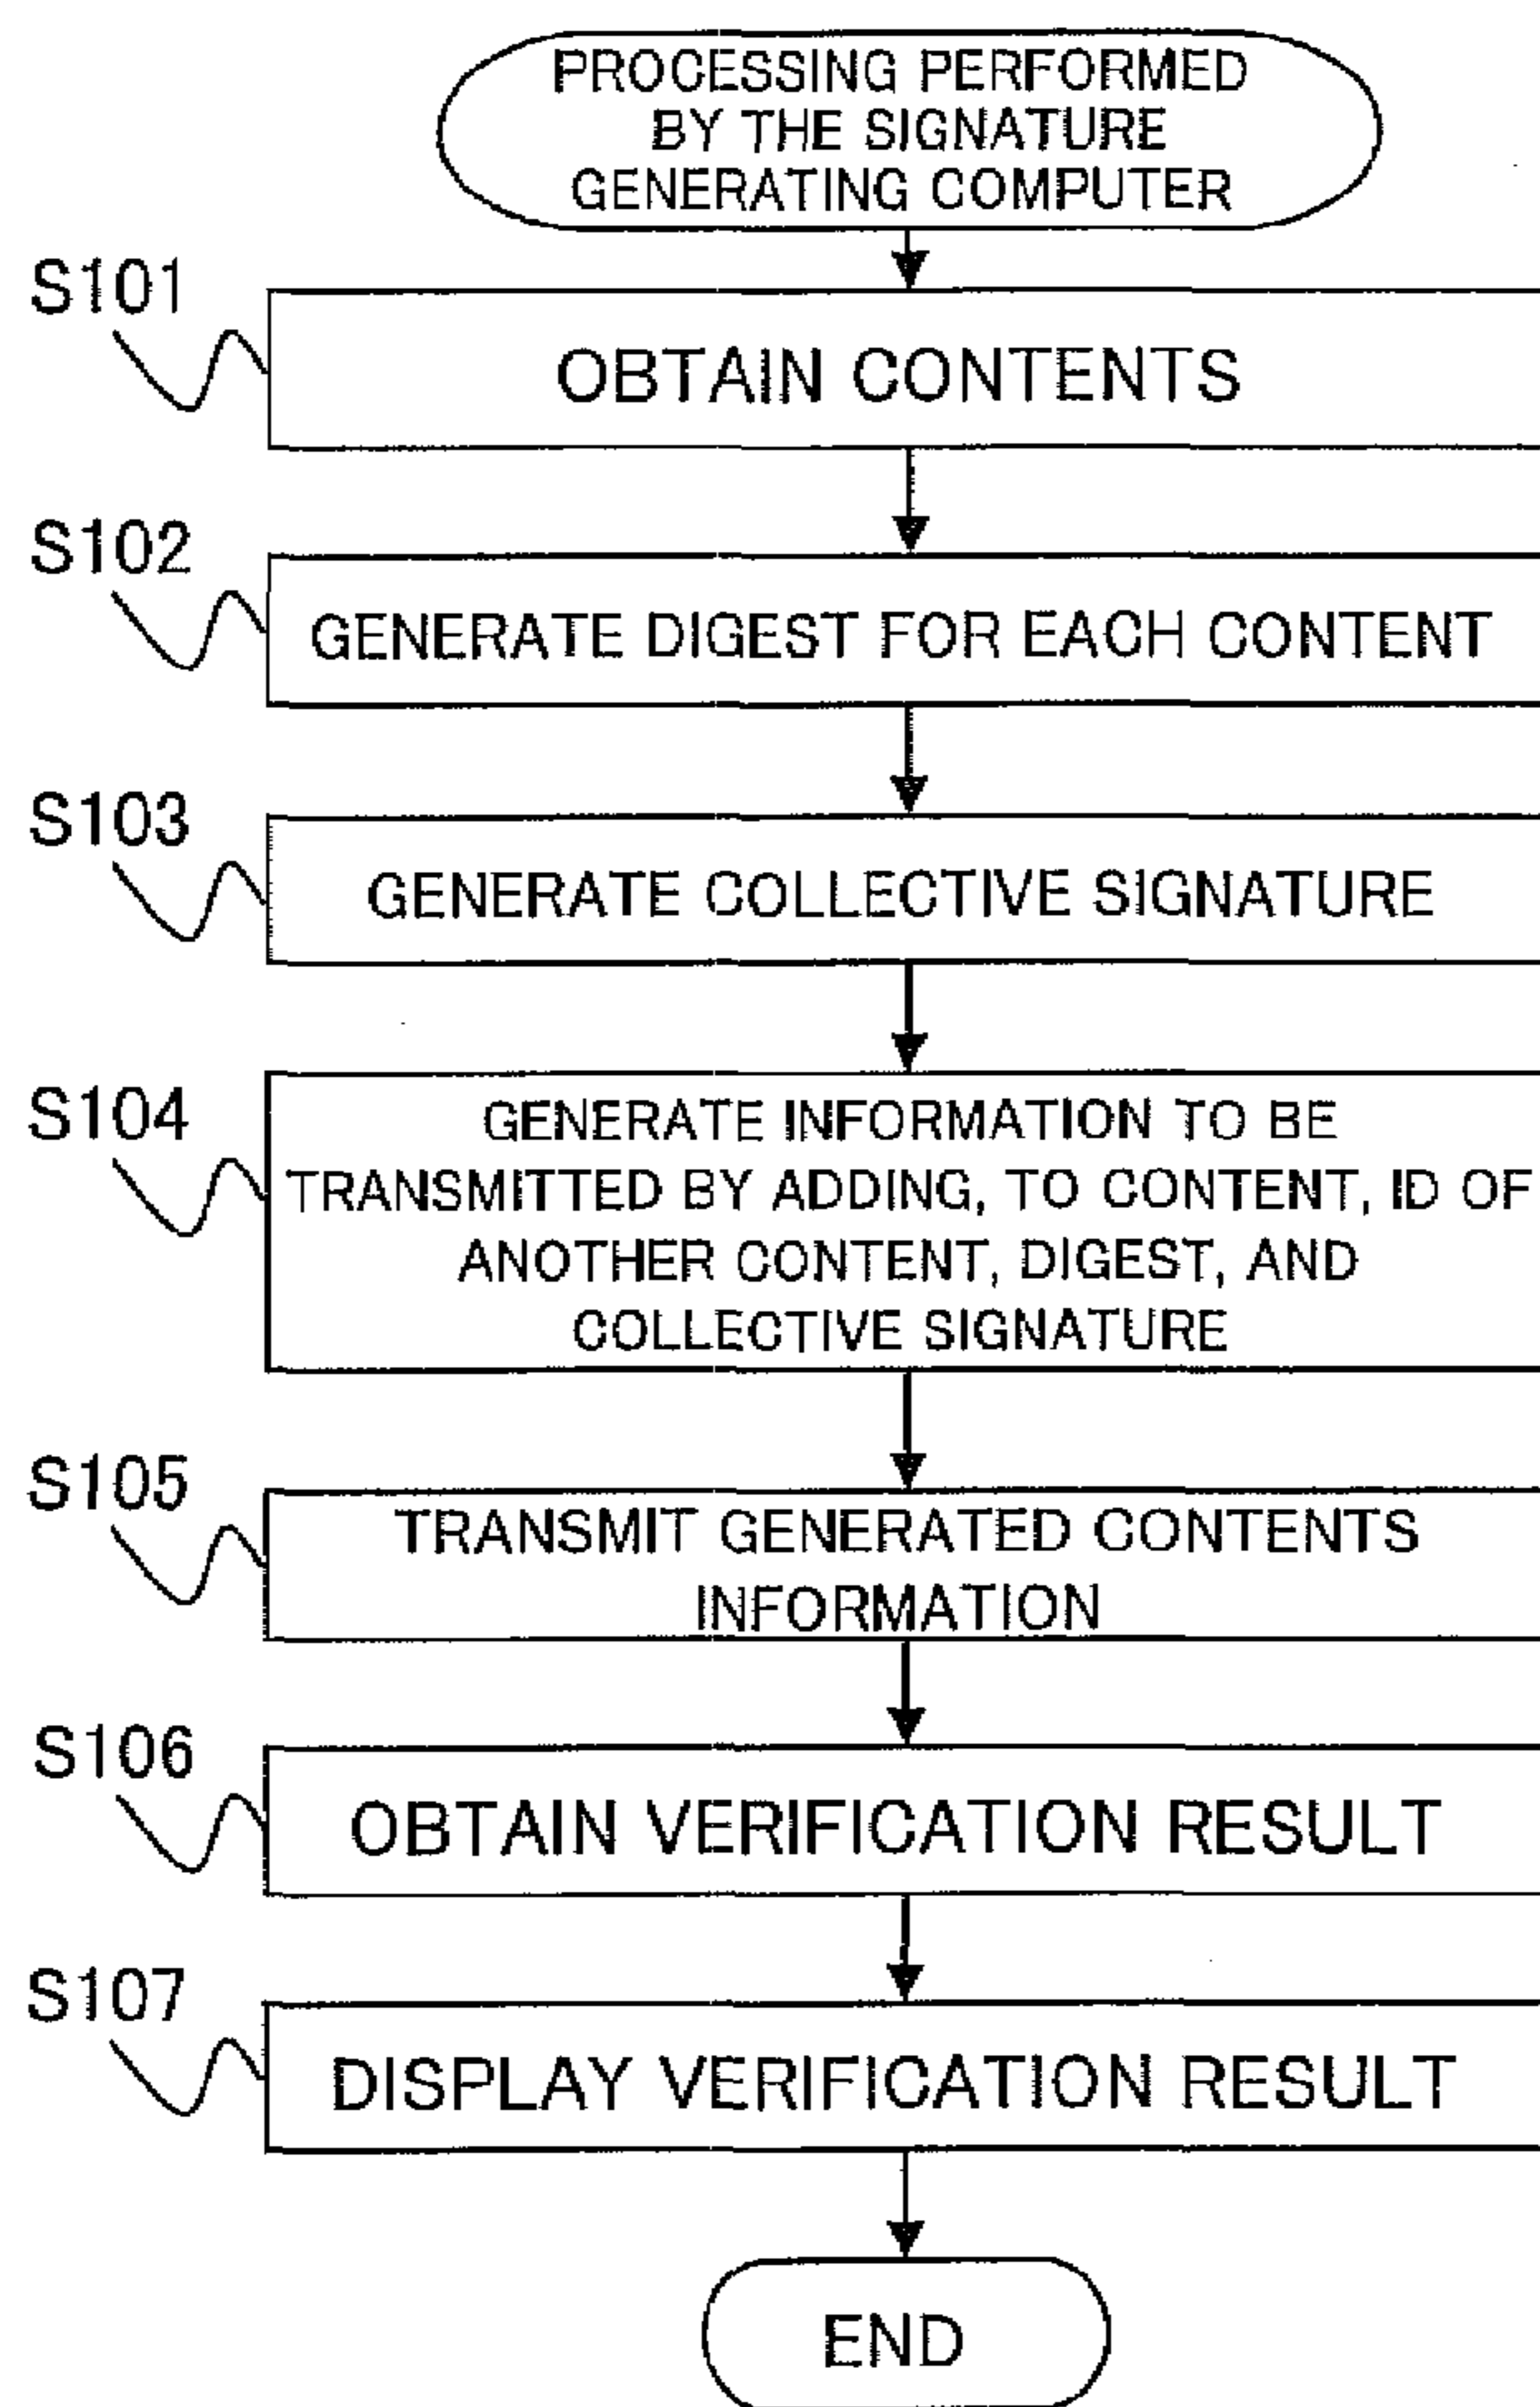 PROCESSING PERFORMED
BY THE SIGNATURE
GENERATING COMPUTER
S101
OBTAIN CONTENTS
S102
GENERATE DIGEST FOR EACH CONTENT
S103
GENERATE COLLECTIVE SIGNATURE
S104
GENERATE INFORMATION TO BE
TRANSMITTED BY ADDING, TO CONTENT, ID OF
ANOTHER CONTENT, DIGEST, AND
COLLECTIVE SIGNATURE
S105
TRANSMIT GENERATED CONTENTS
INFORMATION
S106
OBTAIN VERIFICATION RESULT
S107
DISPLAY VERIFICATION RESULT
END